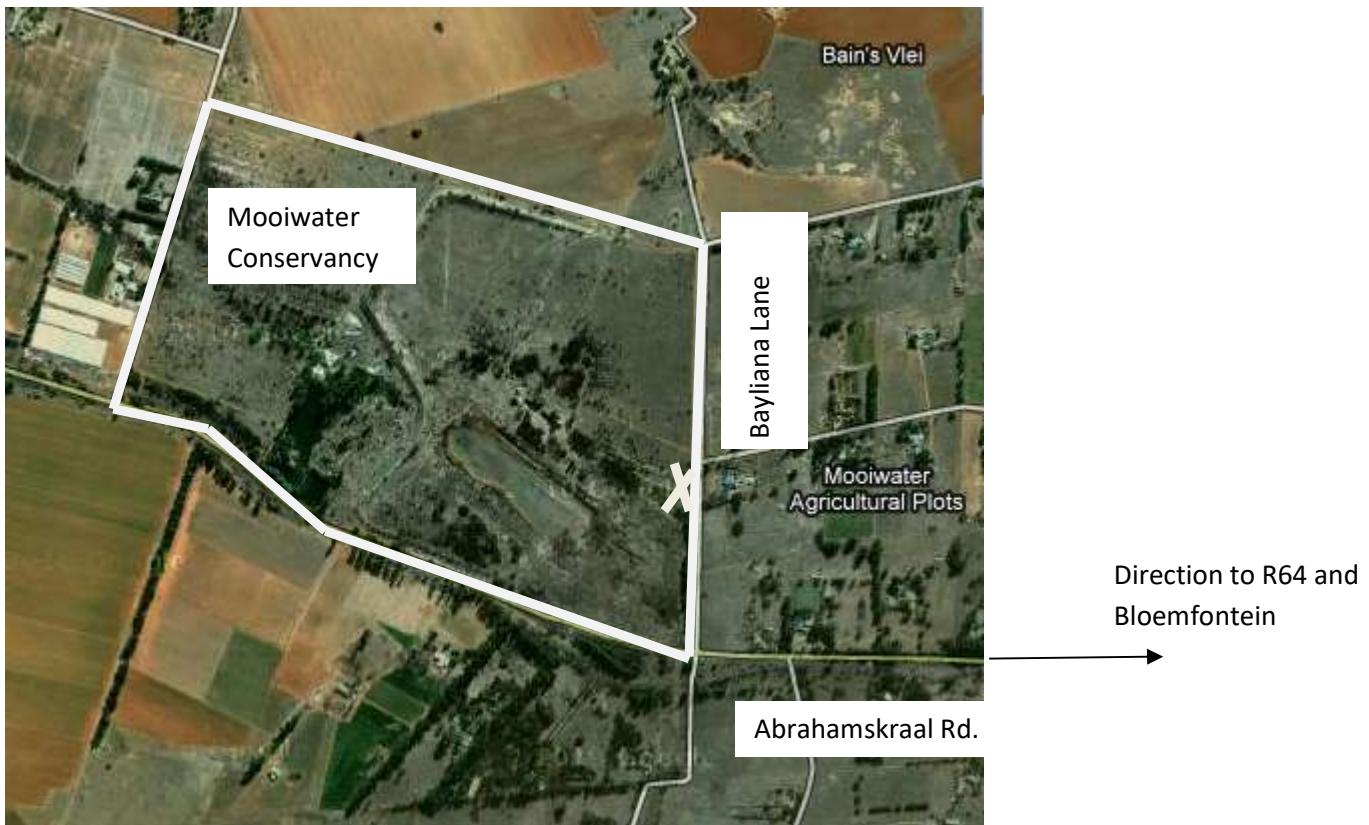 Bain's Vlei
Mooiwater
Conservancy
Bayliana Lane
Mooiwater
Agricultural Plots
X
Direction to R64 and
Bloemfontein
Abrahamskraal Rd.